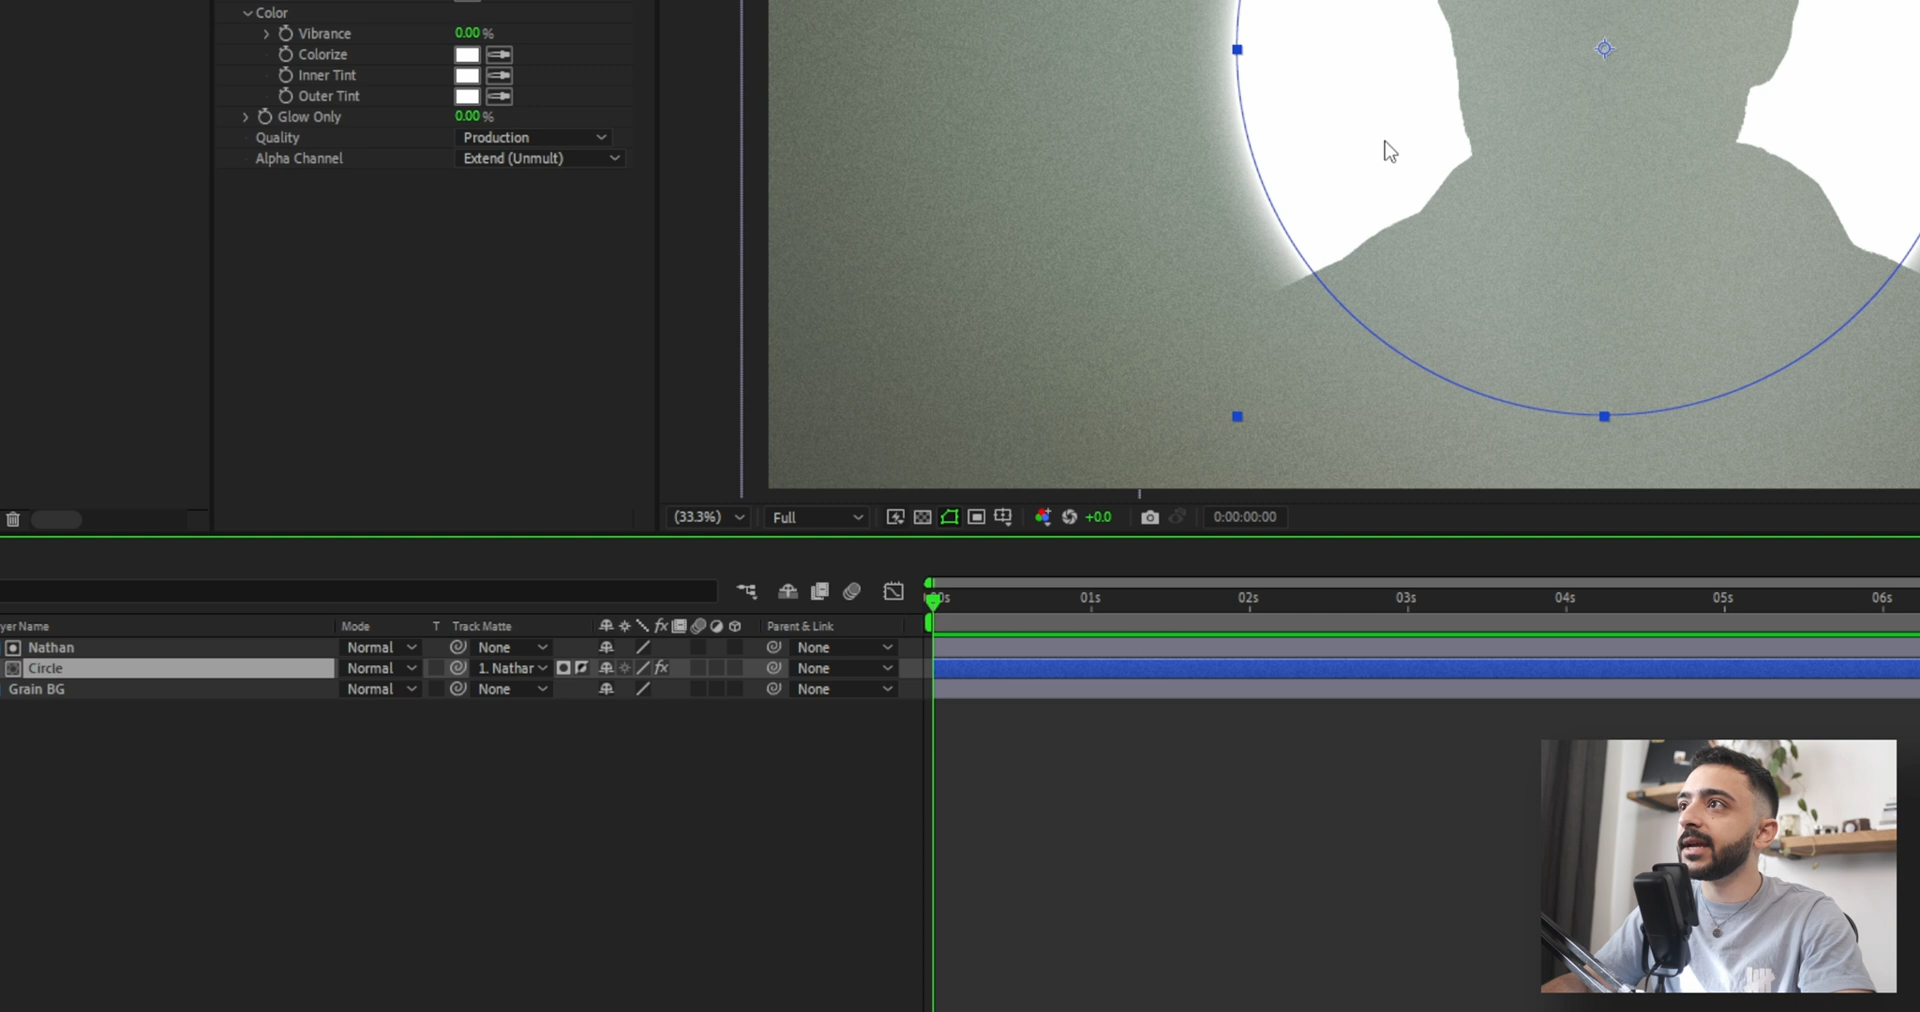 Color
Vibrance 0.00 %
Colorize
Inner Tint
Outer Tint
Glow Only 0.00 %
Quality Production
Alpha Channel Extend (Unmult)
(33.3%) Full +0.0 0:00:00:00
01s 02s 03s 04s 05s 06s
yer Name Mode T Track Matte fx Parent & Link
Nathan Normal None None
Circle Normal 1. Nathar fx None
Grain BG Normal None None